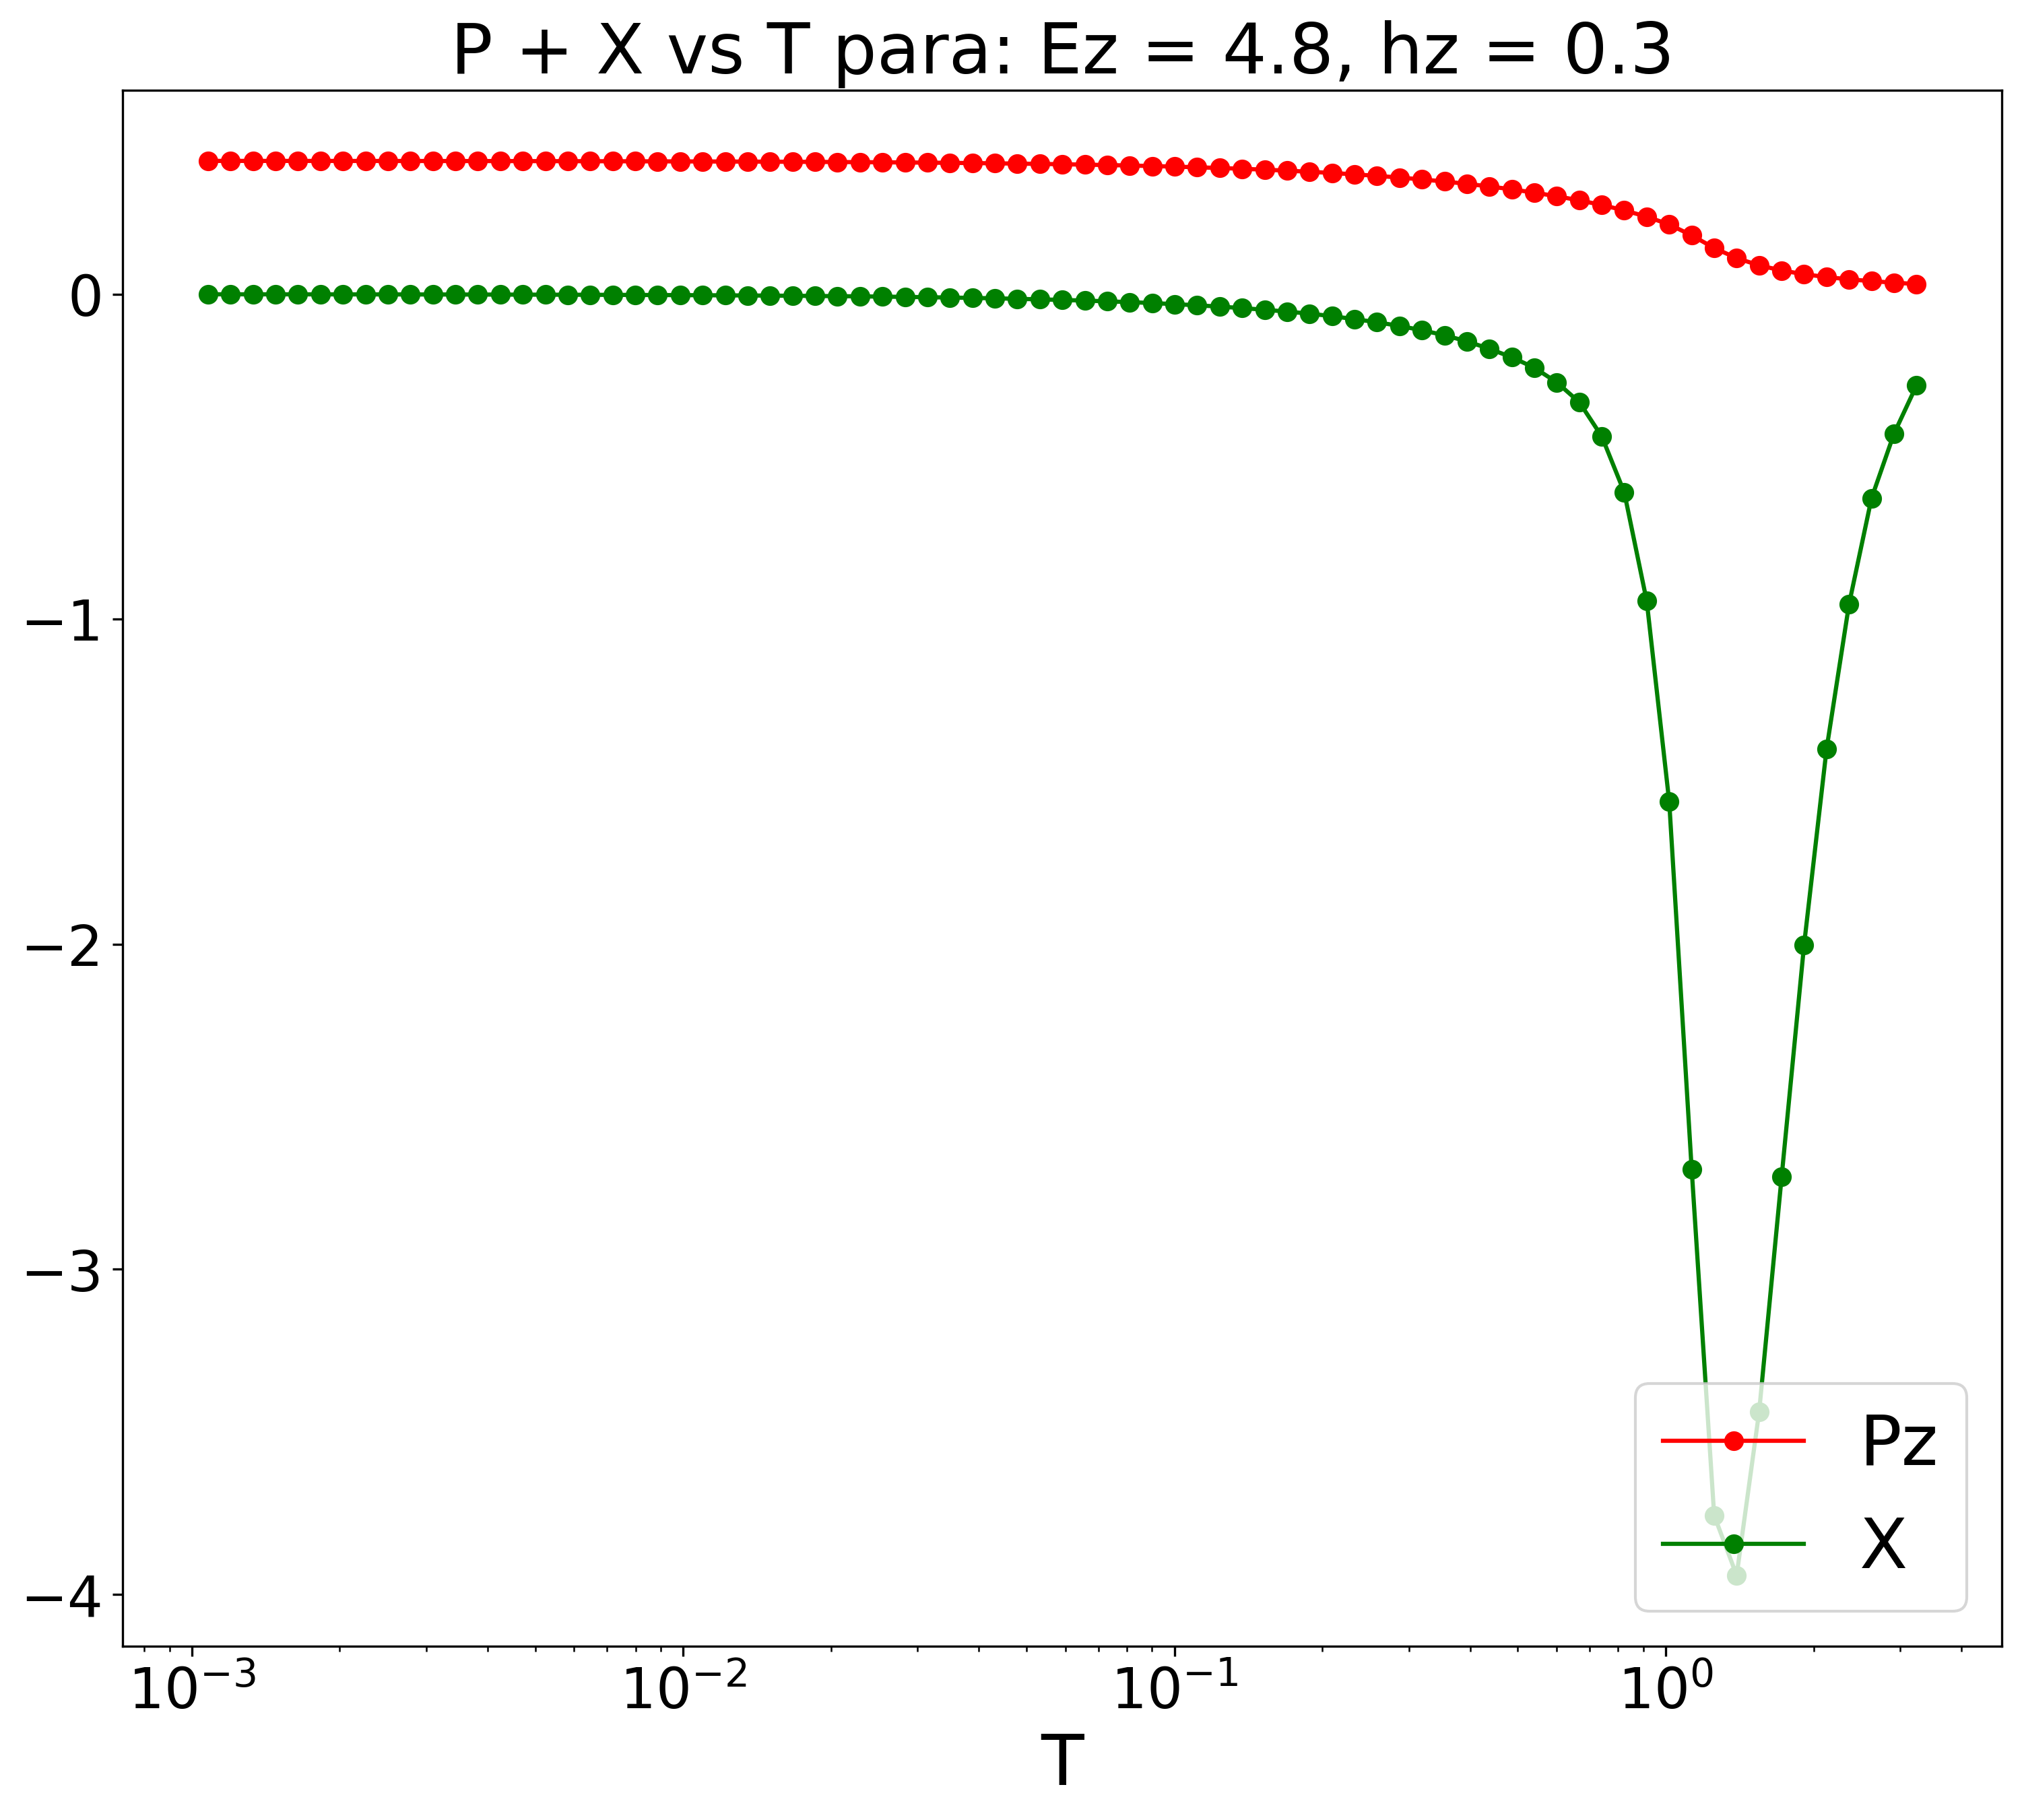 P + X vs T para: Ez = 4.8, hz = 0.3
0
−1
−2
−3
−4
Pz
X
10⁻³ 10⁻² 10⁻¹ 10⁰
T